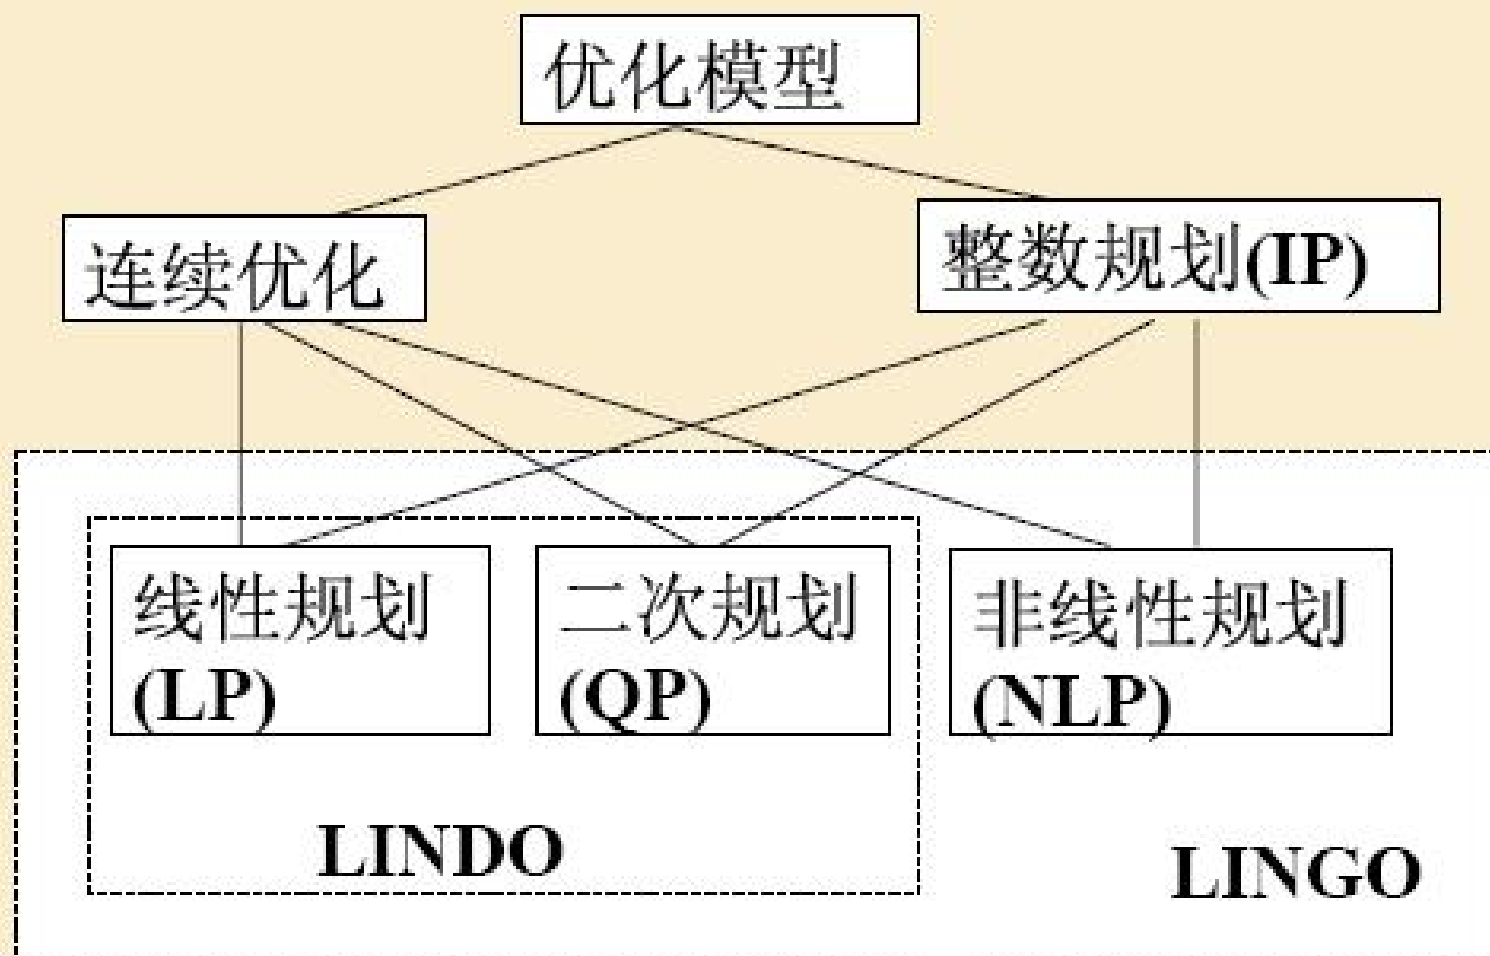 优化模型
连续优化
整数规划(IP)
线性规划
(LP)
二次规划
(QP)
非线性规划
(NLP)
LINDO
LINGO